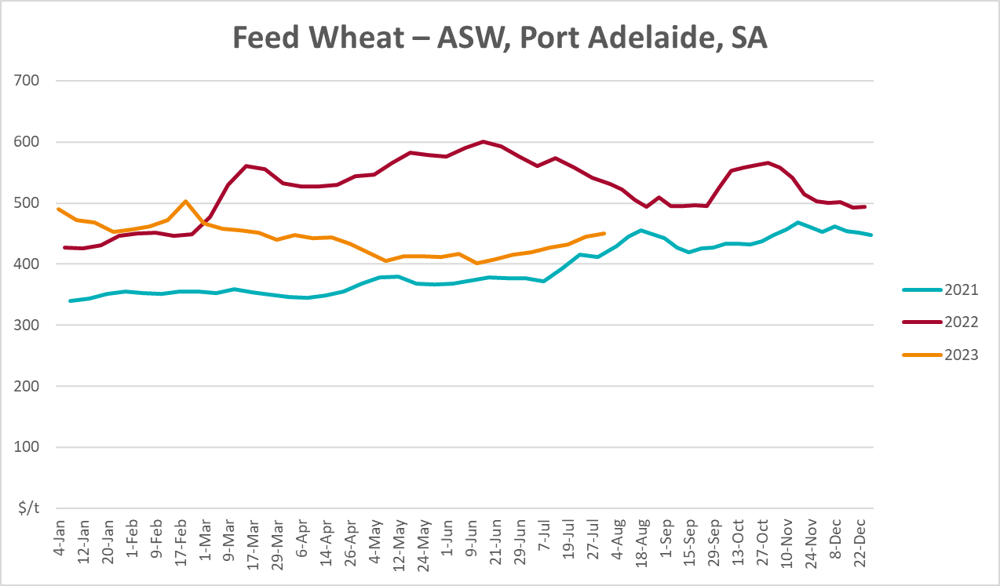 Feed Wheat – ASW, Port Adelaide, SA
700
600
500
400
300
200
100
$/t
4-Jan
12-Jan
20-Jan
1-Feb
9-Feb
17-Feb
1-Mar
9-Mar
17-Mar
29-Mar
6-Apr
14-Apr
26-Apr
4-May
12-May
24-May
1-Jun
9-Jun
21-Jun
29-Jun
7-Jul
19-Jul
27-Jul
4-Aug
18-Aug
1-Sep
15-Sep
29-Sep
13-Oct
27-Oct
10-Nov
24-Nov
8-Dec
22-Dec
2021
2022
2023